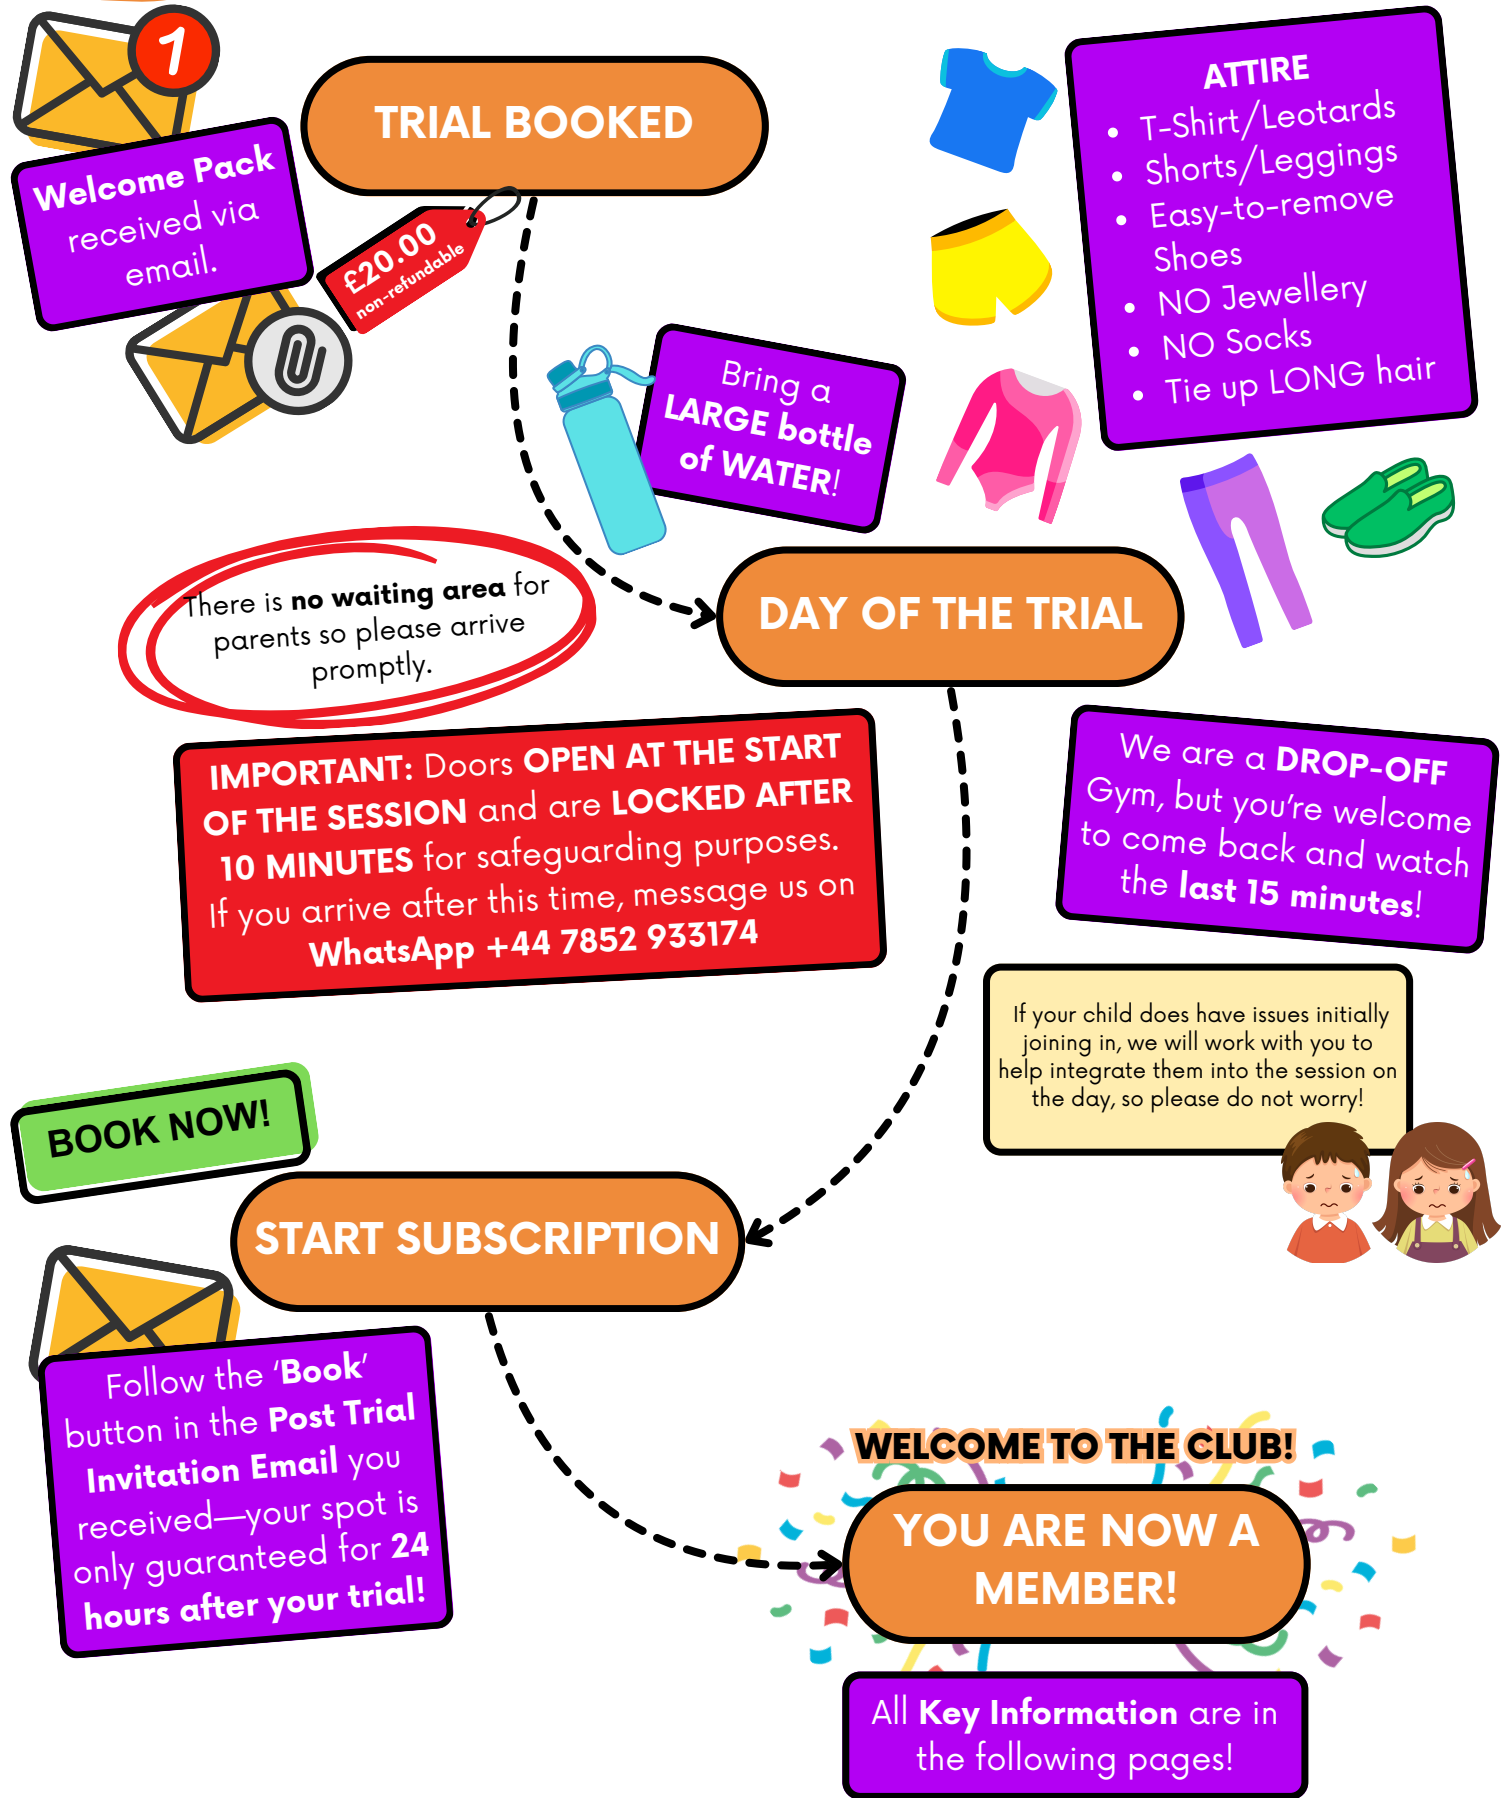 1
TRIAL BOOKED
Welcome Pack
received via
email.
£20.00
non-refundable
ATTIRE
• T-Shirt/Leotards
• Shorts/Leggings
• Easy-to-remove
Shoes
• NO Jewellery
• NO Socks
• Tie up LONG hair
Bring a
LARGE bottle
of WATER!
There is no waiting area for
parents so please arrive
promptly.
DAY OF THE TRIAL
IMPORTANT: Doors OPEN AT THE START
OF THE SESSION and are LOCKED AFTER
10 MINUTES for safeguarding purposes.
If you arrive after this time, message us on
WhatsApp +44 7852 933174
We are a DROP-OFF
Gym, but you're welcome
to come back and watch
the last 15 minutes!
If your child does have issues initially
joining in, we will work with you to
help integrate them into the session on
the day, so please do not worry!
BOOK NOW!
START SUBSCRIPTION
Follow the ‘Book’
button in the Post Trial
Invitation Email you
received—your spot is
only guaranteed for 24
hours after your trial!
WELCOME TO THE CLUB!
YOU ARE NOW A
MEMBER!
All Key Information are in
the following pages!